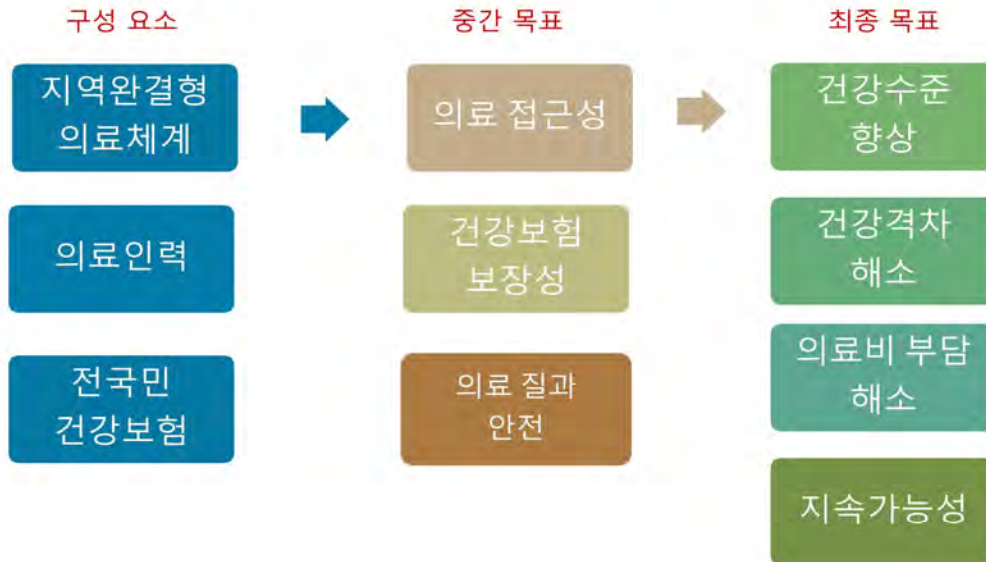 구성 요소
지역완결형
의료체계
의료인력
전국민
건강보험
중간 목표
의료 접근성
건강보험
보장성
의료 질과
안전
최종 목표
건강수준
향상
건강격차
해소
의료비 부담
해소
지속가능성